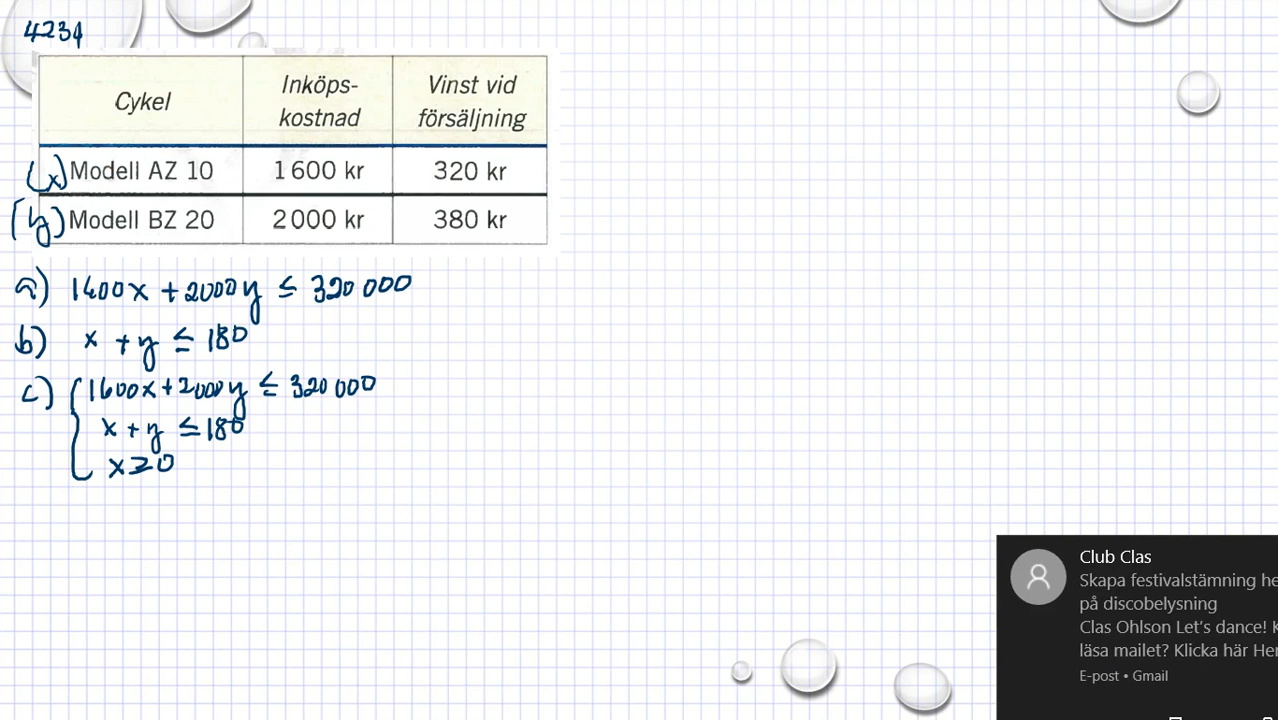 4234
Cykel
Inköps-
kostnad
Vinst vid
försäljning
(x) Modell AZ 10 1 600 kr 320 kr
(y) Modell BZ 20 2 000 kr 380 kr
a) 1600x + 2000y ≤ 320 000
b) x + y ≤ 180
c) { 1600x + 2000y ≤ 320 000
x + y ≤ 180
x ≥ 0
Club Clas
Skapa festivalstämning he
på discobelysning
Clas Ohlson Let's dance! K
läsa mailet? Klicka här Her
E-post • Gmail